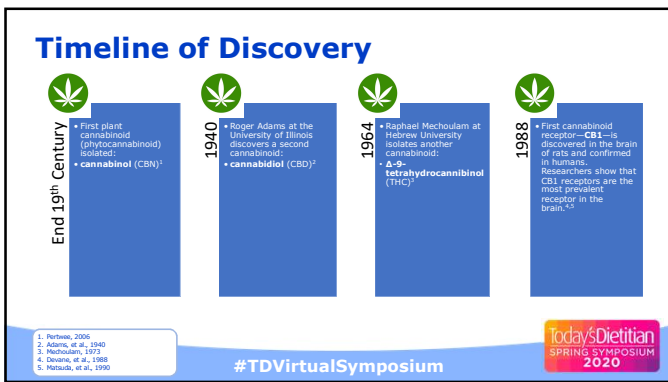 Timeline of Discovery
End 19th Century
• First plant
cannabinoid
(phytocannabinoid)
isolated:
• cannabinol (CBN)1
1940
• Roger Adams at the
University of Illinois
discovers a second
cannabinoid:
• cannabidiol (CBD)2
1964
• Raphael Mechoulam at
Hebrew University
isolates another
cannabinoid:
• Δ-9-
tetrahydrocannibinol
(THC)3
1988
• First cannabinoid
receptor—CB1—is
discovered in the brain
of rats and confirmed
in humans.
Researchers show that
CB1 receptors are the
most prevalent
receptor in the
brain.4,5
1. Pertwee, 2006
2. Adams, et al., 1940
3. Mechoulam, 1973
4. Devane, et al., 1988
5. Matsuda, et al., 1990
#TDVirtualSymposium
Today'sDietitian
SPRING SYMPOSIUM
2020